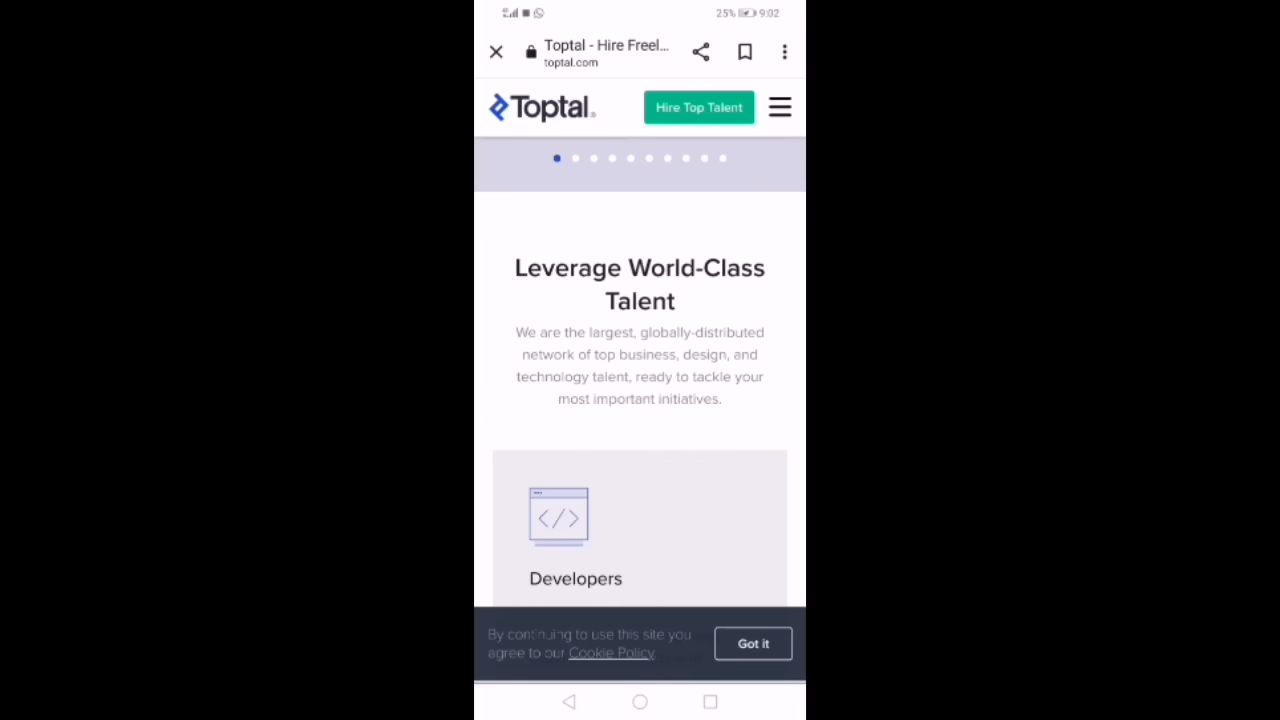 25% 9:02
Toptal - Hire Freel...
toptal.com
Toptal
Hire Top Talent
Leverage World-Class
Talent
We are the largest, globally-distributed
network of top business, design, and
technology talent, ready to tackle your
most important initiatives.
</>
Developers
By continuing to use this site you
agree to our Cookie Policy
Got it